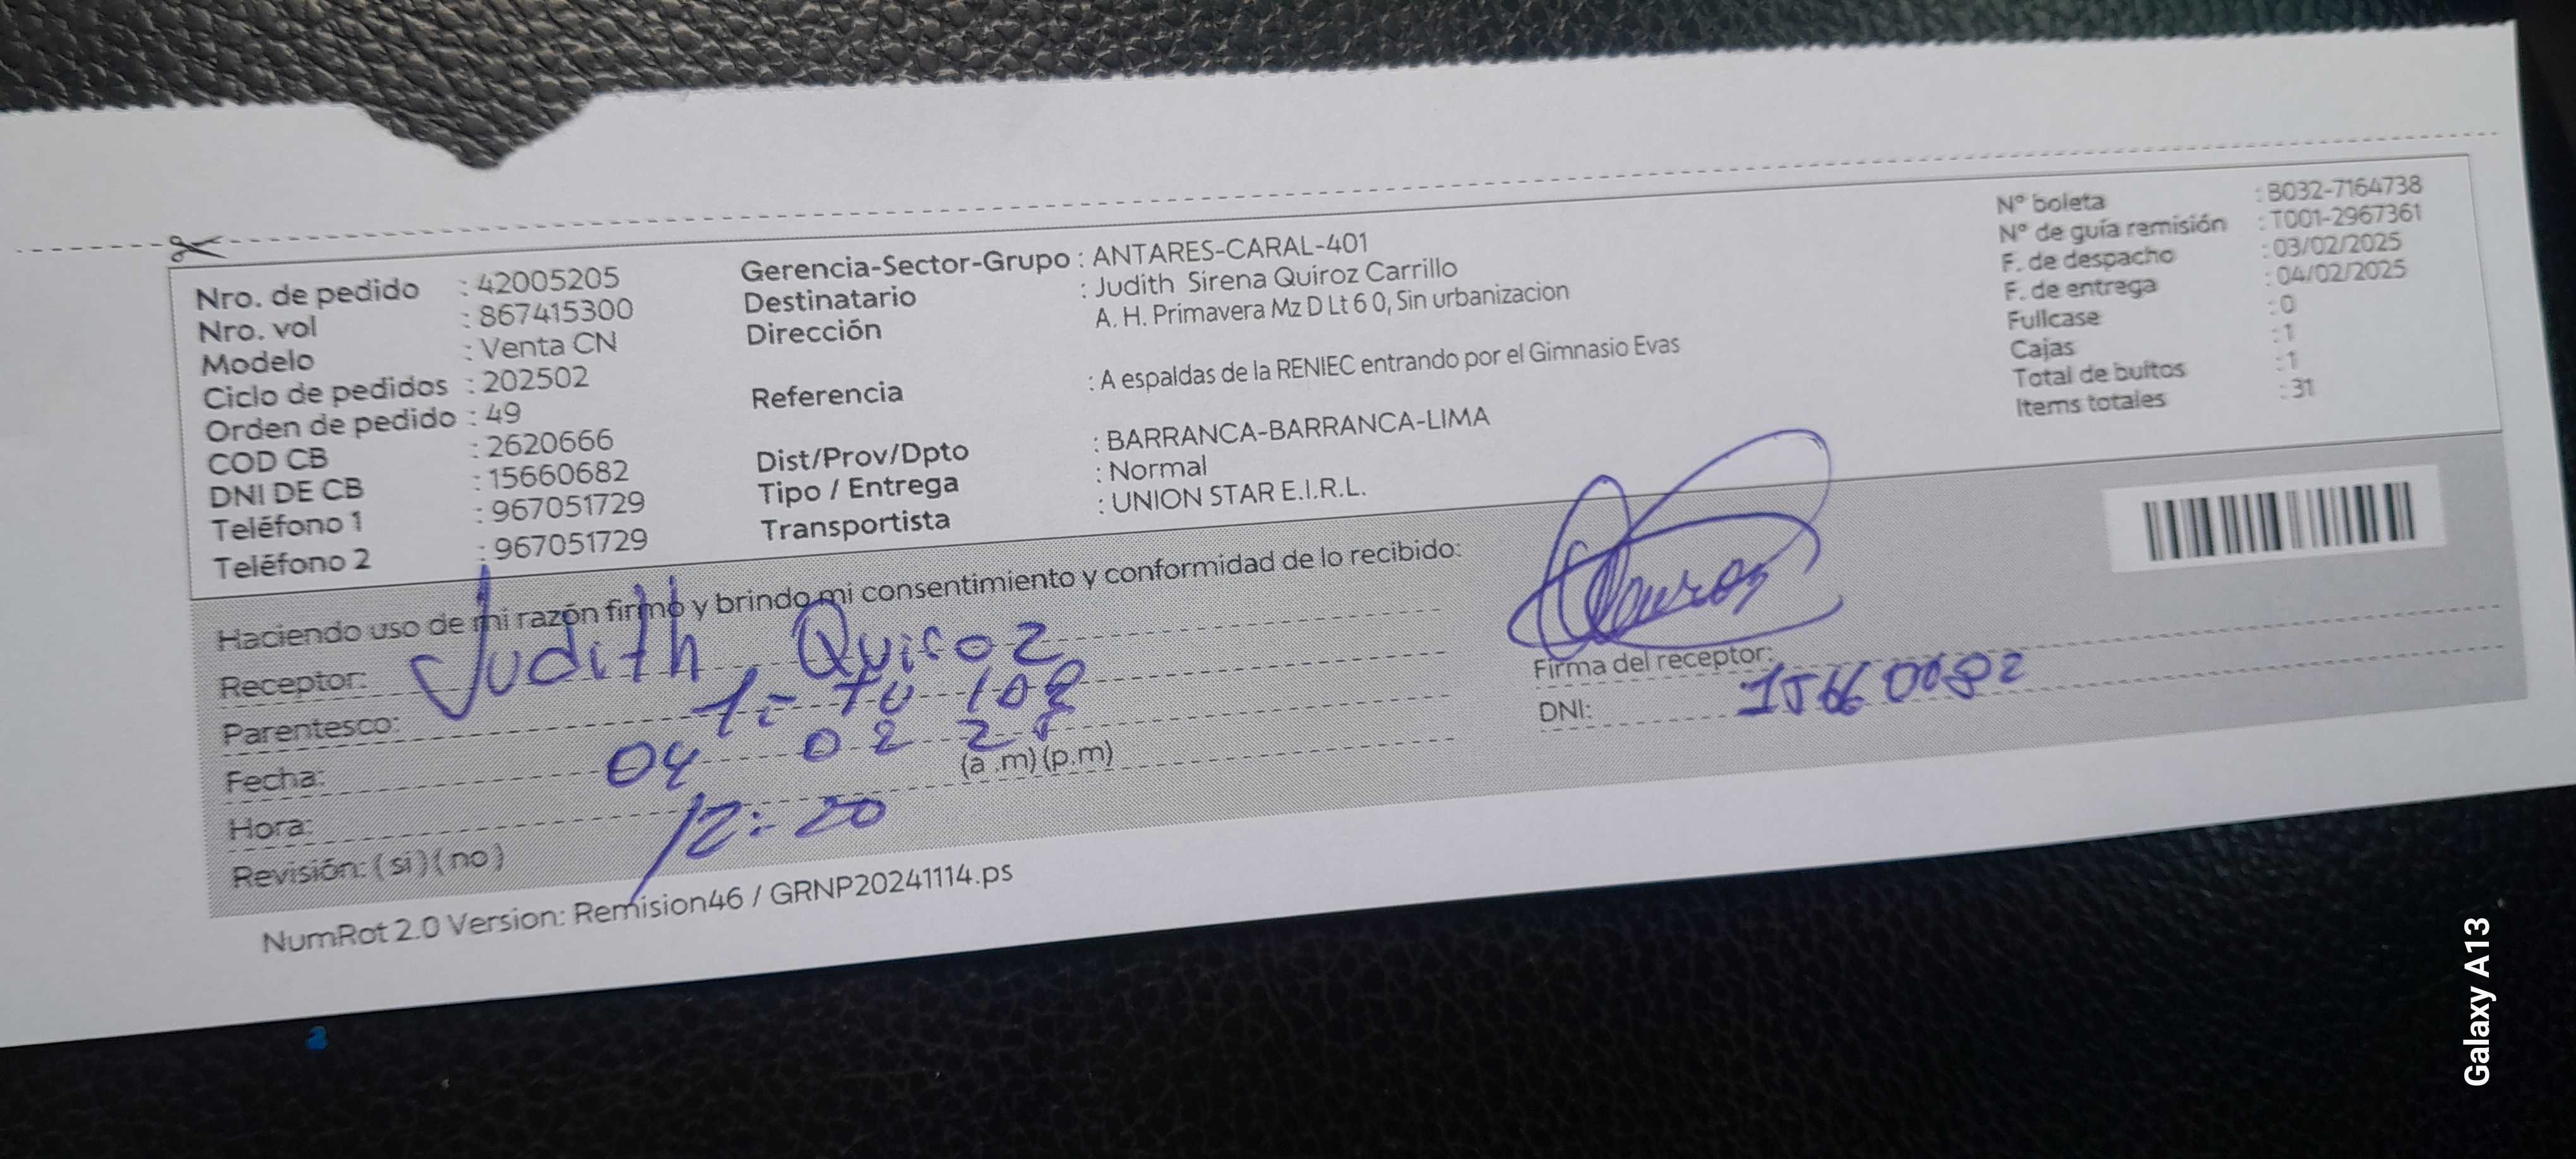 Nro. de pedido : 42005205
Nro. vol : 867415300
Modelo : Venta CN
Ciclo de pedidos : 202502
Orden de pedido : 49
COD CB : 2620666
DNI DE CB : 15660682
Teléfono 1 : 967051729
Teléfono 2 : 967051729
Gerencia-Sector-Grupo : ANTARES-CARAL-401
Destinatario : Judith Sirena Quiroz Carrillo
Dirección A. H. Primavera Mz D Lt 6 0, Sin urbanizacion
Referencia : A espaldas de la RENIEC entrando por el Gimnasio Evas
Dist/Prov/Dpto : BARRANCA-BARRANCA-LIMA
Tipo / Entrega : Normal
Transportista : UNION STAR E.I.R.L.
N° boleta : B032-7164738
N° de guía remisión : T001-2967361
F. de despacho : 03/02/2025
F. de entrega : 04/02/2025
Fullcase : 0
Cajas : 1
Total de bultos : 1
Items totales : 31
Haciendo uso de mi razón firmo y brindo mi consentimiento y conformidad de lo recibido:
Receptor: Judith Quiroz
Parentesco:
Fecha: 04 02 25
Hora: 12:20 (a .m) (p.m)
Revisión: ( si ) ( no )
Firma del receptor:
DNI: 15660682
NumRot 2.0 Version: Remision46 / GRNP20241114.ps
Galaxy A13